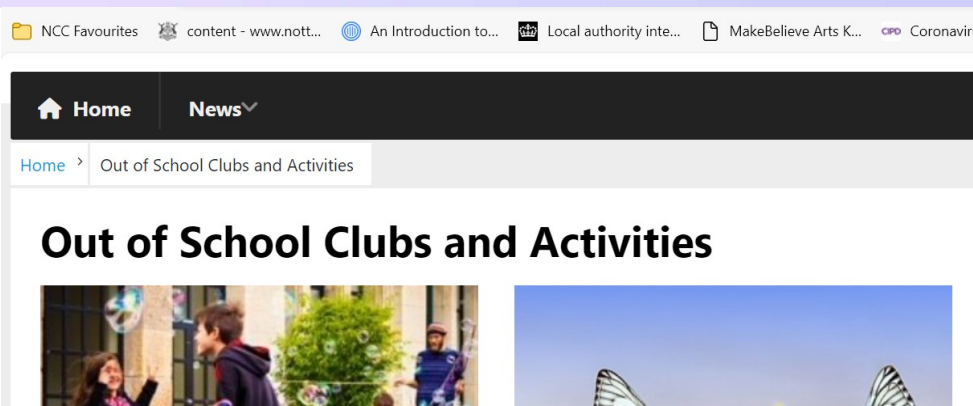 NCC Favourites content - www.nott... An Introduction to... Local authority inte... MakeBelieve Arts K... CIPD Coronavir
Home News
Home > Out of School Clubs and Activities
Out of School Clubs and Activities